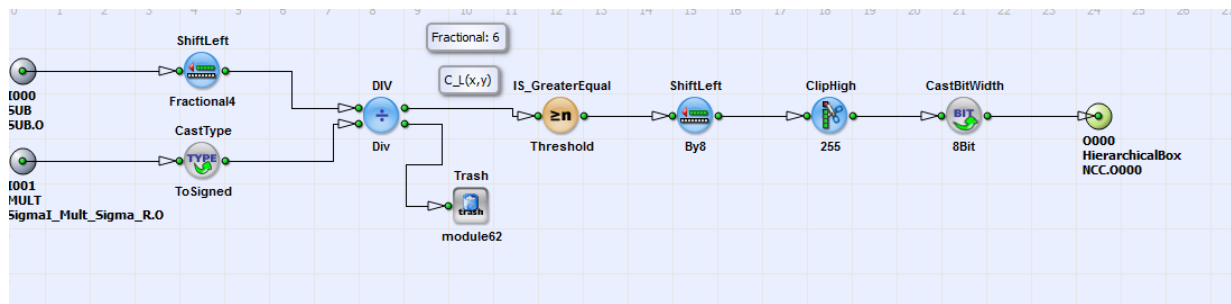 0 1 2 3 4 5 6 7 8 9 10 11 12 13 14 15 16 17 18 19 20 21 22 23 24 25 26 27
Fractional: 6
C_L(x,y)
I000
SUB
SUB.O
ShiftLeft
Fractional4
I001
MULT
SigmaI_Mult_Sigma_R.O
CastType
TYPE
ToSigned
DIV
Div
Trash
trash
module62
IS_GreaterEqual
≥n
Threshold
ShiftLeft
By8
ClipHigh
255
CastBitWidth
BIT
8Bit
O000
HierarchicalBox
NCC.O000